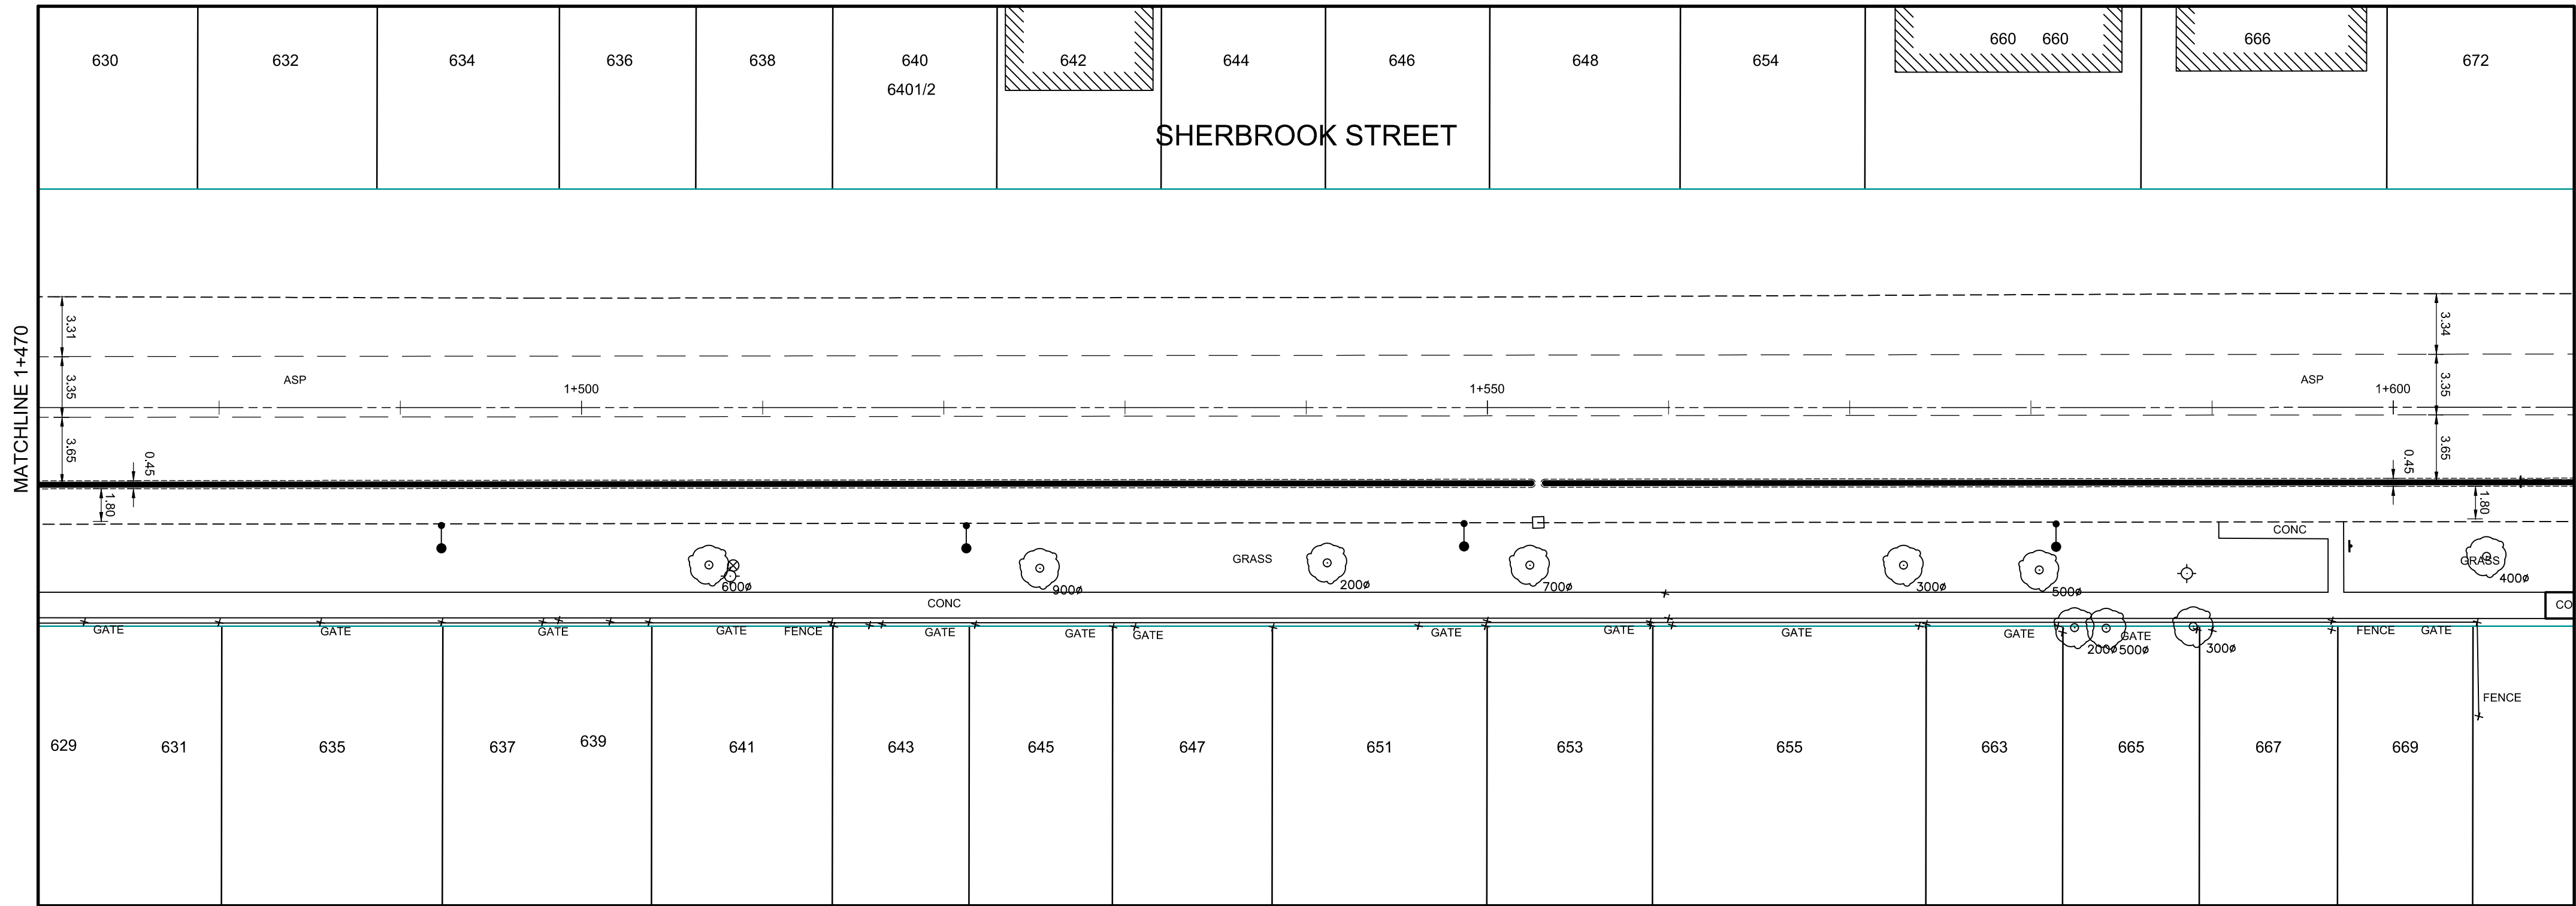 630 632 634 636 638 640 642 644 646 648 654 660 660 666 672
6401/2
SHERBROOK STREET
MATCHLINE 1+470
3.31 3.34
ASP 1+500 1+550 ASP 1+600
3.35 3.35
3.65 3.65
0.45 0.45
1.80 1.80
CONC
GRASS GRASS
600ø 900ø 200ø 700ø 300ø 500ø 400ø
CONC CO
GATE GATE GATE GATE FENCE GATE GATE GATE GATE GATE GATE GATE GATE FENCE GATE
200ø 500ø 300ø
FENCE
629 631 635 637 639 641 643 645 647 651 653 655 663 665 667 669